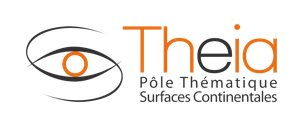 Theia
Pôle Thématique
Surfaces Continentales